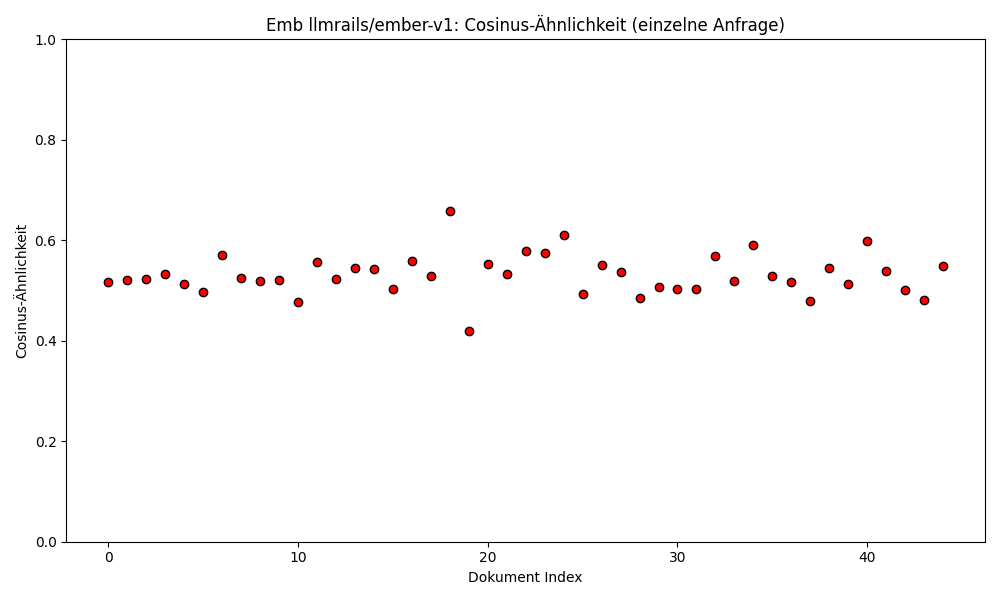 Emb llmrails/ember-v1: Cosinus-Ähnlichkeit (einzelne Anfrage)
1.0
0.8
0.6
0.4
0.2
0.0
Cosinus-Ähnlichkeit
0 10 20 30 40
Dokument Index